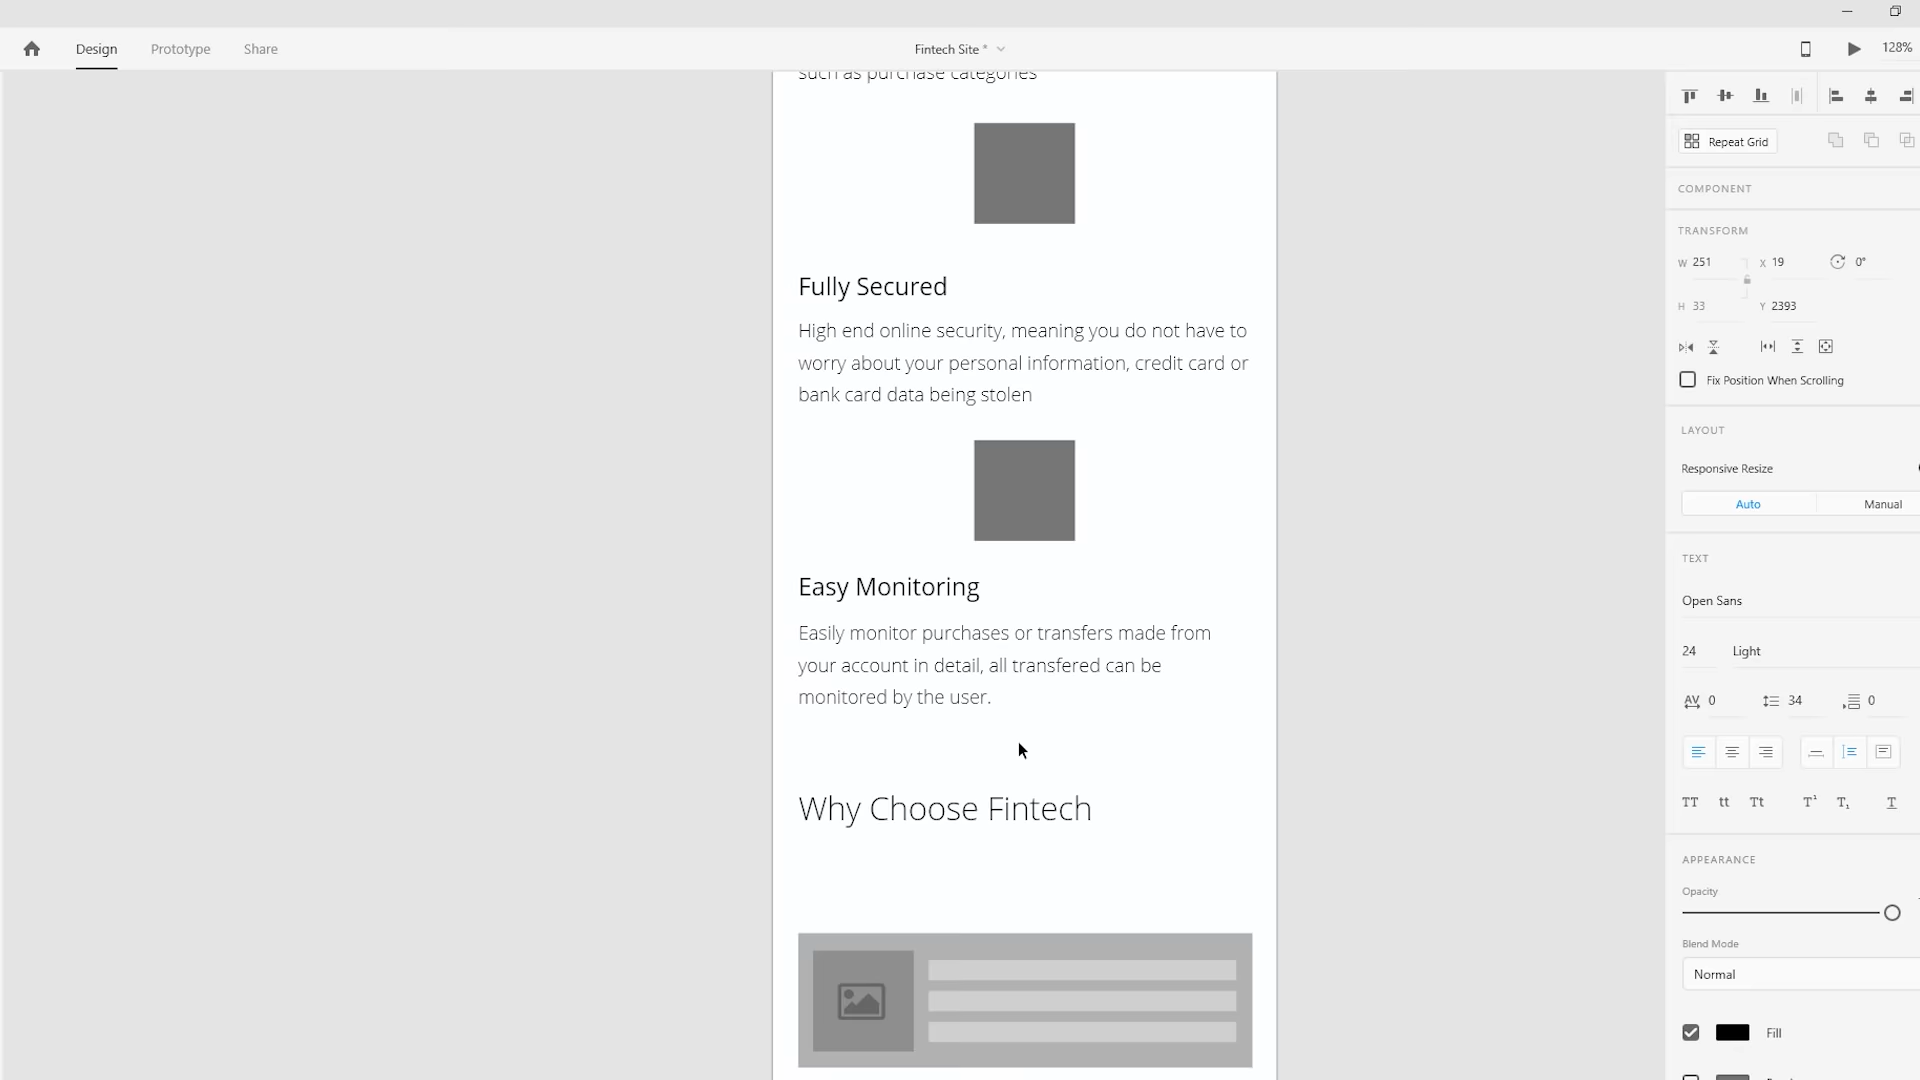 Design Prototype Share Fintech Site * 128%
such as purchase categories
Fully Secured
High end online security, meaning you do not have to
worry about your personal information, credit card or
bank card data being stolen
Easy Monitoring
Easily monitor purchases or transfers made from
your account in detail, all transfered can be
monitored by the user.
Why Choose Fintech
Repeat Grid
COMPONENT
TRANSFORM
W 251 X 19 0°
H 33 Y 2393
Fix Position When Scrolling
LAYOUT
Responsive Resize
Auto Manual
TEXT
Open Sans
24 Light
AV 0 34 0
TT tt Tt T¹ T₁ T
APPEARANCE
Opacity
Blend Mode
Normal
Fill